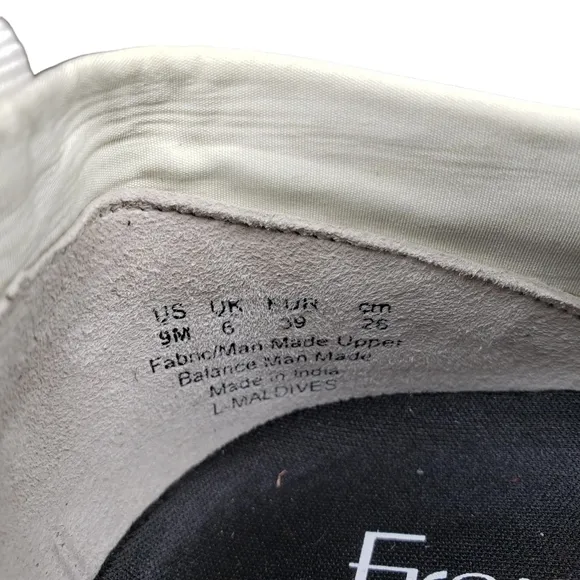 US UK EUR cm
9M 6 39 26
Fabric/Man Made Upper
Balance Man Made
Made in India
L-MALDIVES